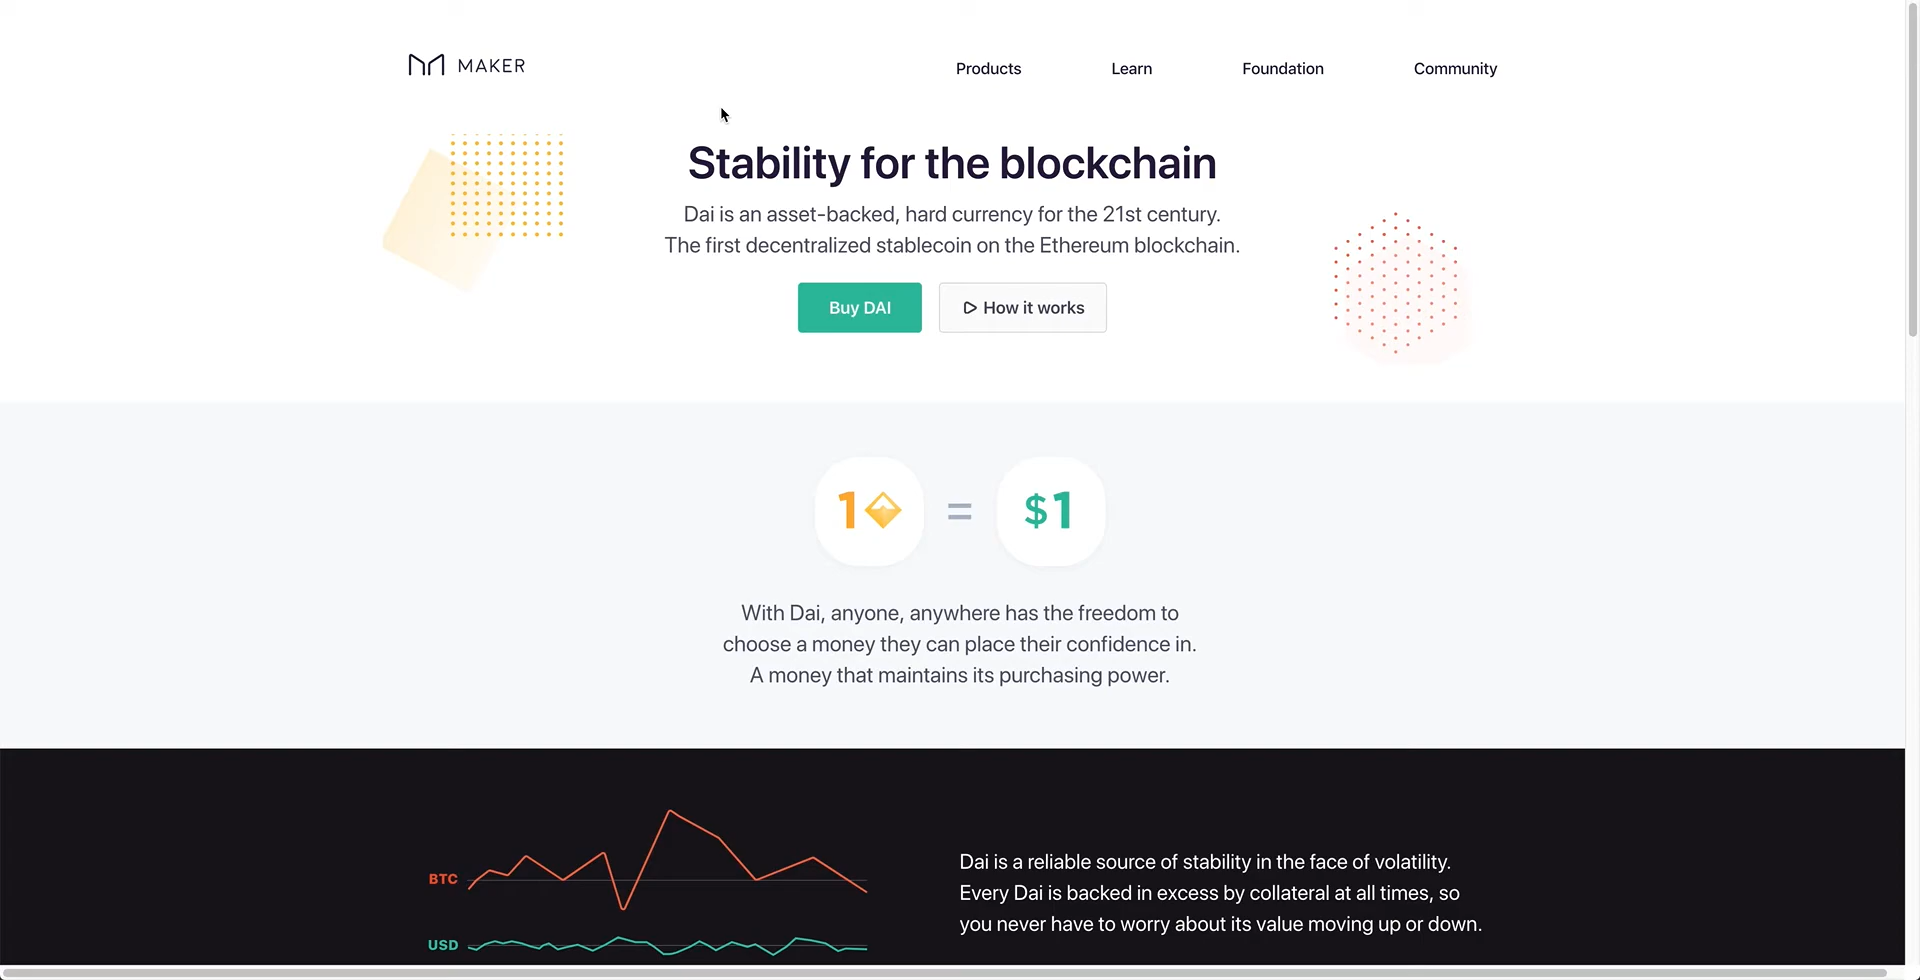 MAKER
Products
Learn
Foundation
Community
Stability for the blockchain
Dai is an asset-backed, hard currency for the 21st century.
The first decentralized stablecoin on the Ethereum blockchain.
Buy DAI
How it works
1 = $1
With Dai, anyone, anywhere has the freedom to
choose a money they can place their confidence in.
A money that maintains its purchasing power.
BTC
USD
Dai is a reliable source of stability in the face of volatility.
Every Dai is backed in excess by collateral at all times, so
you never have to worry about its value moving up or down.